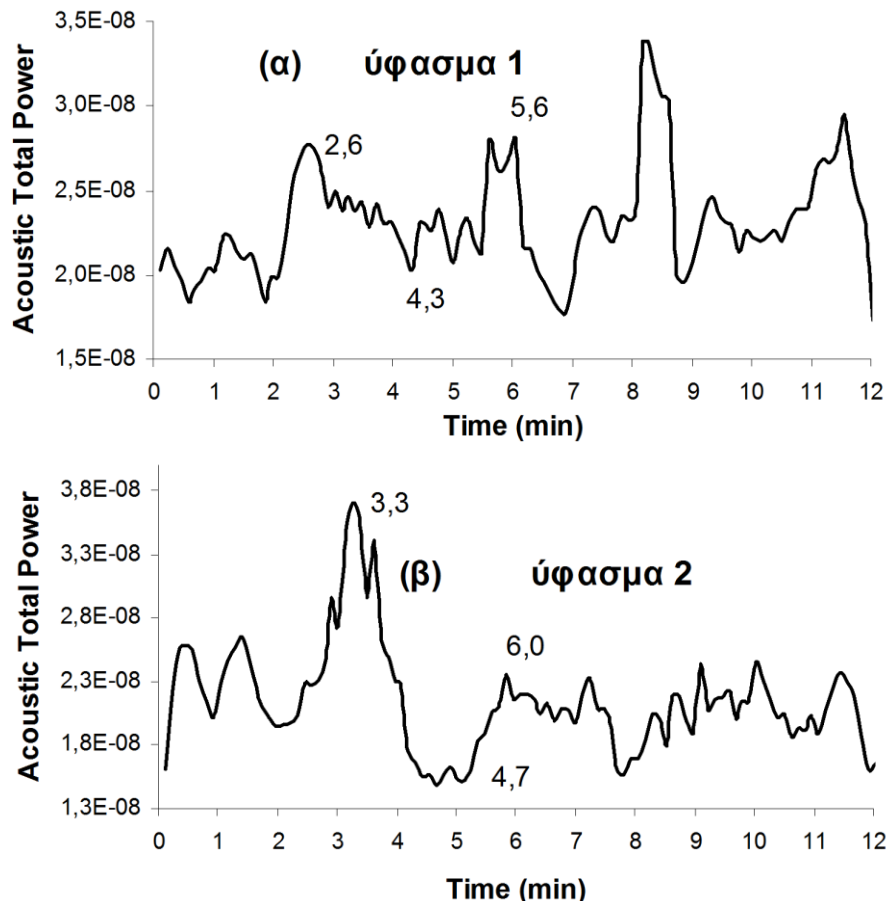 3,5E-08
(α) ύφασμα 1
3,0E-08
5,6
2,6
2,5E-08
2,0E-08
4,3
1,5E-08
0 1 2 3 4 5 6 7 8 9 10 11 12
Time (min)
Acoustic Total Power
3,8E-08
3,3
3,3E-08
(β) ύφασμα 2
2,8E-08
6,0
2,3E-08
1,8E-08
4,7
1,3E-08
0 1 2 3 4 5 6 7 8 9 10 11 12
Time (min)
Acoustic Total Power